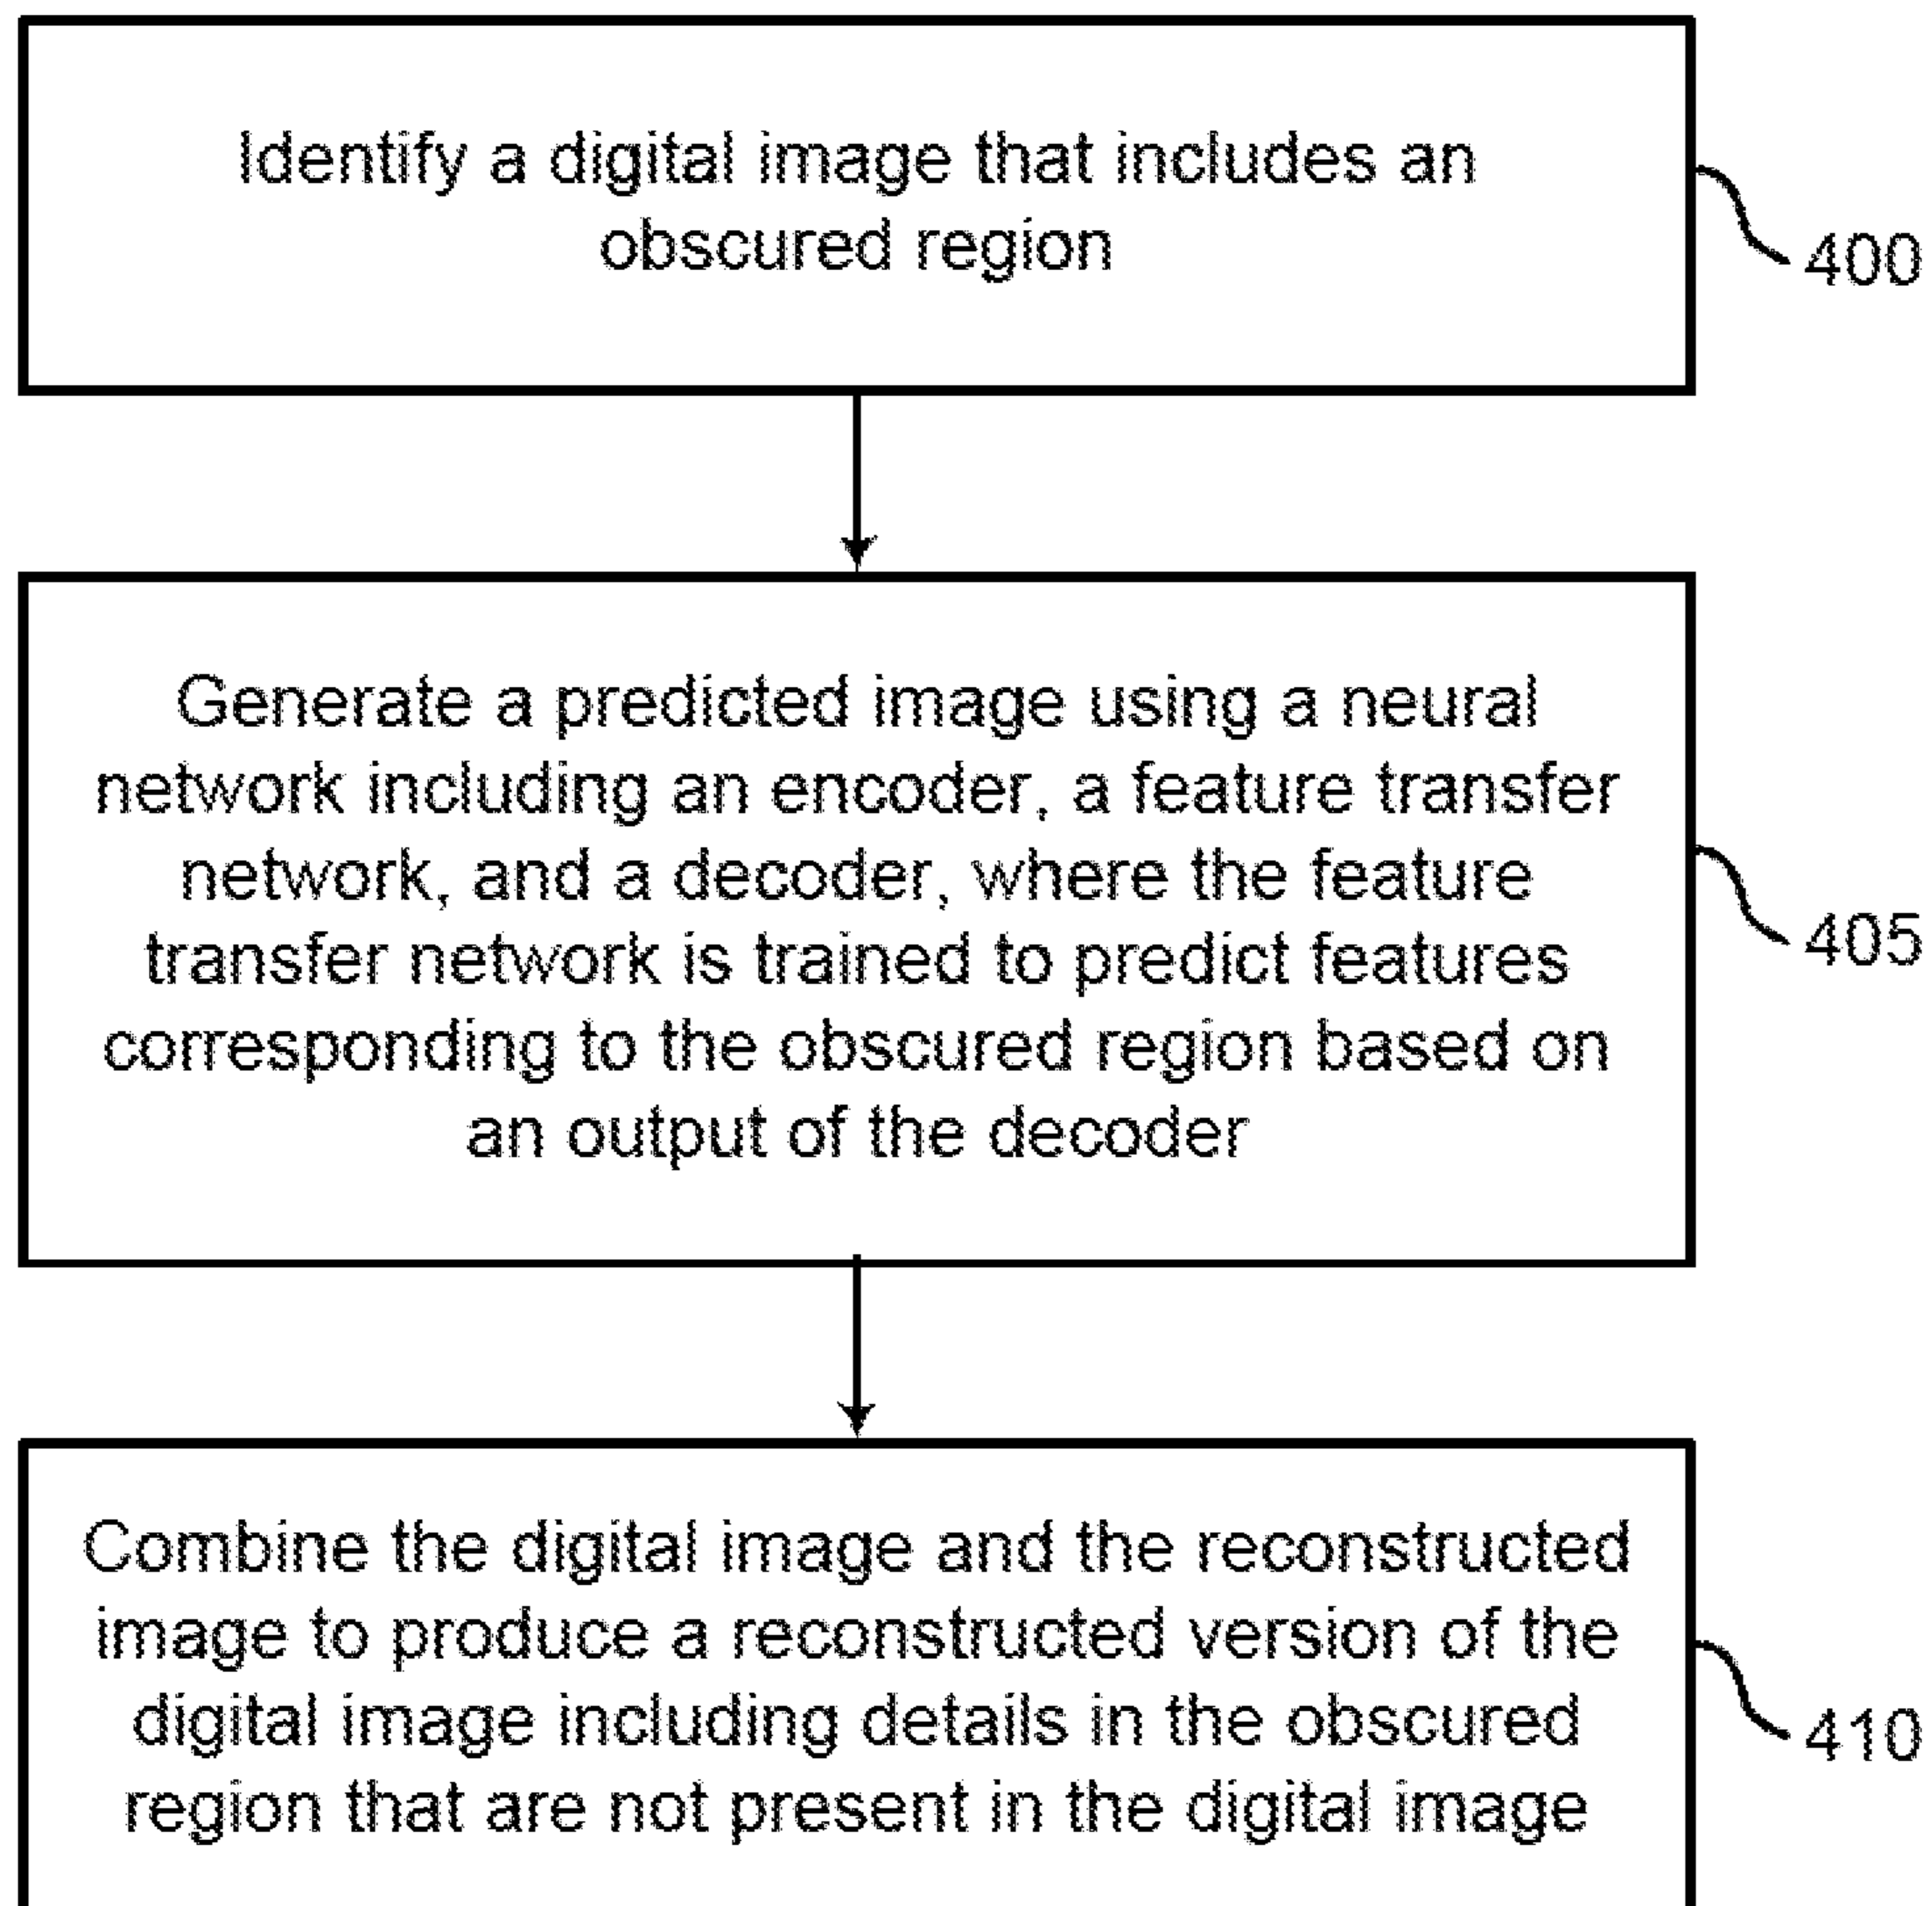 Identify a digital image that includes an
obscured region
400
Generate a predicted image using a neural
network including an encoder, a feature transfer
network, and a decoder, where the feature
transfer network is trained to predict features
corresponding to the obscured region based on
an output of the decoder
405
Combine the digital image and the reconstructed
image to produce a reconstructed version of the
digital image including details in the obscured
region that are not present in the digital image
410